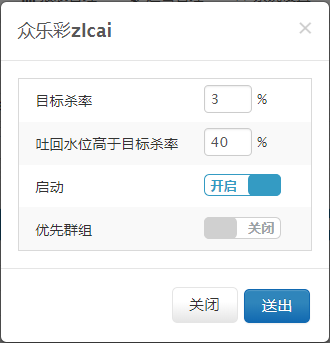 众乐彩zlcai
×
目标杀率 3 %
吐回水位高于目标杀率 40 %
启动 开启
优先群组 关闭
关闭 送出